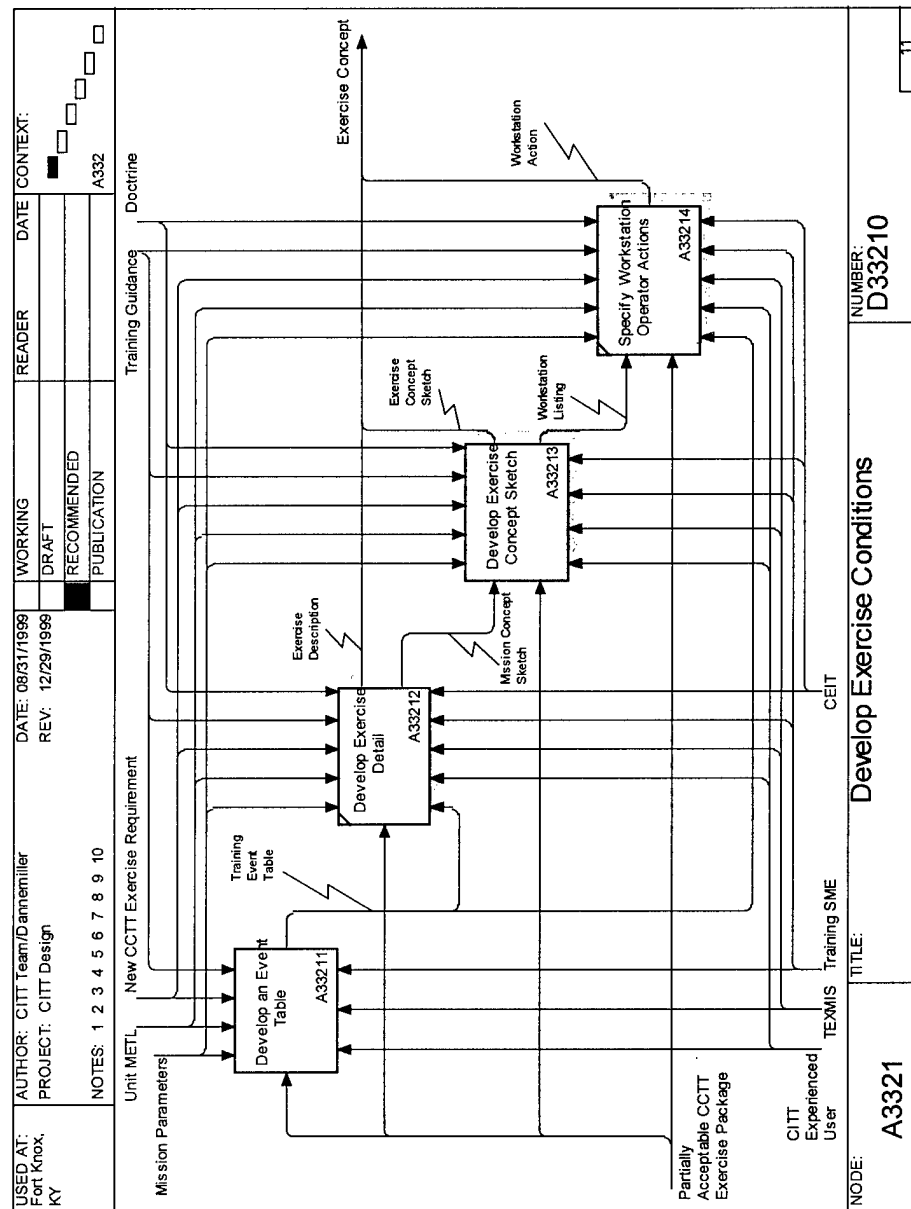 USED AT:
Fort Knox,
KY
AUTHOR: CITT Team/Dannemiller
PROJECT: CITT Design
NOTES: 1 2 3 4 5 6 7 8 9 10
DATE: 08/31/1999
REV: 12/29/1999
WORKING
DRAFT
RECOMMENDED
PUBLICATION
READER
DATE
CONTEXT:
A332
Mission Parameters
Unit METL
New CCTT Exercise Requirement
Training Guidance
Doctrine
Develop an Event
Table
A33211
Training
Event
Table
Develop Exercise
Detail
A33212
Exercise
Description
Mission Concept
Sketch
Develop Exercise
Concept Sketch
A33213
Exercise
Concept
Sketch
Workstation
Listing
Specify Workstation
Operator Actions
A33214
Workstation
Action
Exercise Concept
Partially
Acceptable CCTT
Exercise Package
CITT
Experienced
User
TEXMIS
Training SME
CEIT
NODE:
A3321
TITLE:
Develop Exercise Conditions
NUMBER:
D33210
11